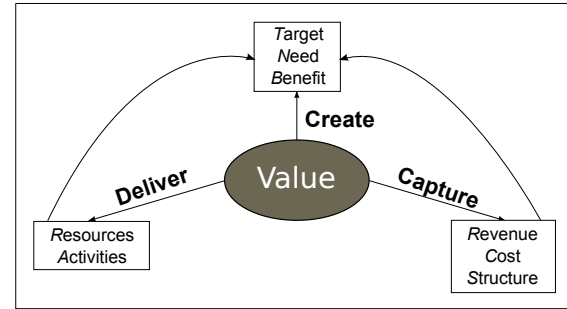 Target
Need
Benefit
Create
Deliver
Value
Capture
Resources
Activities
Revenue
Cost
Structure